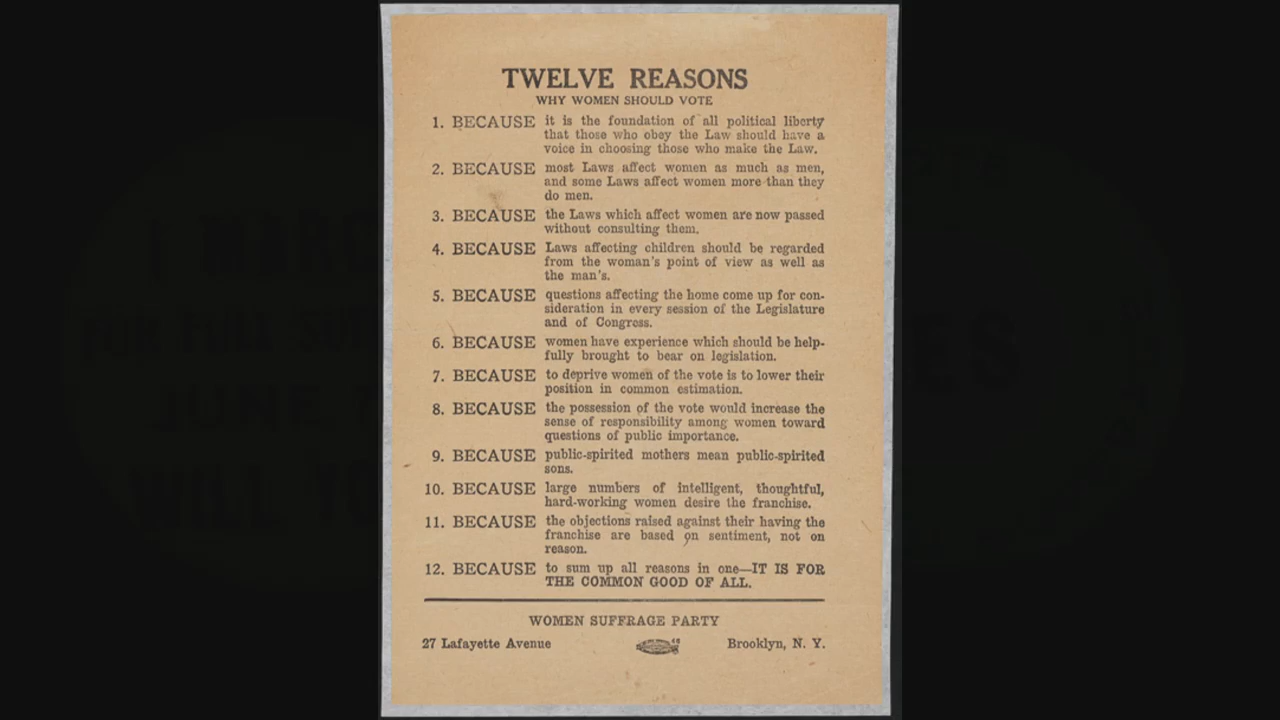 TWELVE REASONS
WHY WOMEN SHOULD VOTE
1. BECAUSE it is the foundation of all political liberty
that those who obey the Law should have a
voice in choosing those who make the Law.
2. BECAUSE most Laws affect women as much as men,
and some Laws affect women more than they
do men.
3. BECAUSE the Laws which affect women are now passed
without consulting them.
4. BECAUSE Laws affecting children should be regarded
from the woman's point of view as well as
the man's.
5. BECAUSE questions affecting the home come up for con-
sideration in every session of the Legislature
and of Congress.
6. BECAUSE women have experience which should be help-
fully brought to bear on legislation.
7. BECAUSE to deprive women of the vote is to lower their
position in common estimation.
8. BECAUSE the possession of the vote would increase the
sense of responsibility among women toward
questions of public importance.
9. BECAUSE public-spirited mothers mean public-spirited
sons.
10. BECAUSE large numbers of intelligent, thoughtful,
hard-working women desire the franchise.
11. BECAUSE the objections raised against their having the
franchise are based on sentiment, not on
reason.
12. BECAUSE to sum up all reasons in one—IT IS FOR
THE COMMON GOOD OF ALL.
WOMEN SUFFRAGE PARTY
27 Lafayette Avenue Brooklyn, N. Y.